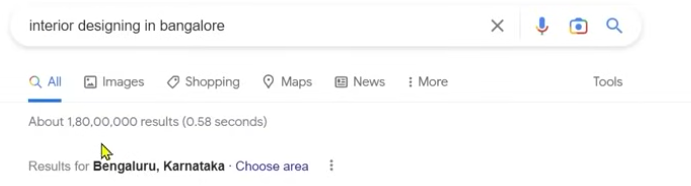 interior designing in bangalore
All Images Shopping Maps News More Tools
About 1,80,00,000 results (0.58 seconds)
Results for Bengaluru, Karnataka · Choose area